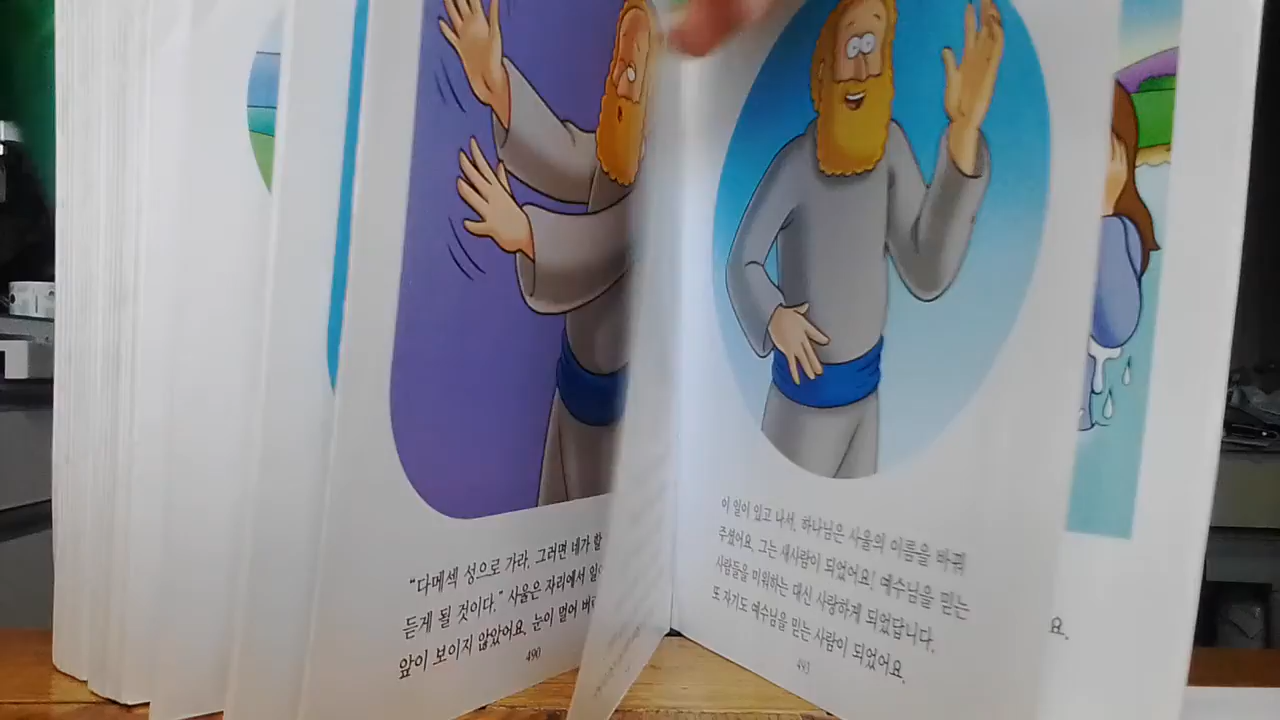 "다메섹 성으로 가라. 그러면 네가 할
듣게 될 것이다." 사울은 자리에서 일
앞이 보이지 않았어요. 눈이 멀어 버
490
이 일이 있고 나서, 하나님은 사울의 이름을 바꿔
주셨어요. 그는 새사람이 되었어요! 예수님을 믿는
사람들을 미워하는 대신 사랑하게 되었답니다.
또 자기도 예수님을 믿는 사람이 되었어요.
493
요.